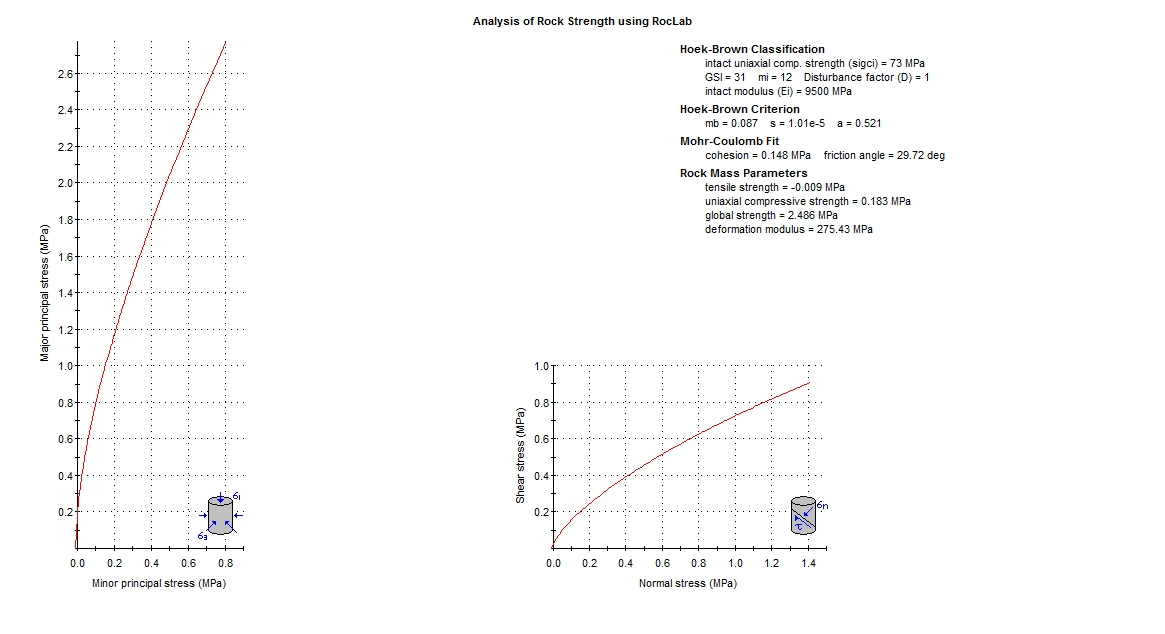 Analysis of Rock Strength using RocLab
Hoek-Brown Classification
intact uniaxial comp. strength (sigci) = 73 MPa
GSI = 31 mi = 12 Disturbance factor (D) = 1
intact modulus (Ei) = 9500 MPa
Hoek-Brown Criterion
mb = 0.087 s = 1.01e-5 a = 0.521
Mohr-Coulomb Fit
cohesion = 0.148 MPa friction angle = 29.72 deg
Rock Mass Parameters
tensile strength = -0.009 MPa
uniaxial compressive strength = 0.183 MPa
global strength = 2.486 MPa
deformation modulus = 275.43 MPa
Major principal stress (MPa)
2.6
2.4
2.2
2.0
1.8
1.6
1.4
1.2
1.0
0.8
0.6
0.4
0.2
0.0 0.2 0.4 0.6 0.8
Minor principal stress (MPa)
σ1
σ3
Shear stress (MPa)
1.0
0.8
0.6
0.4
0.2
0.0 0.2 0.4 0.6 0.8 1.0 1.2 1.4
Normal stress (MPa)
σn
τ